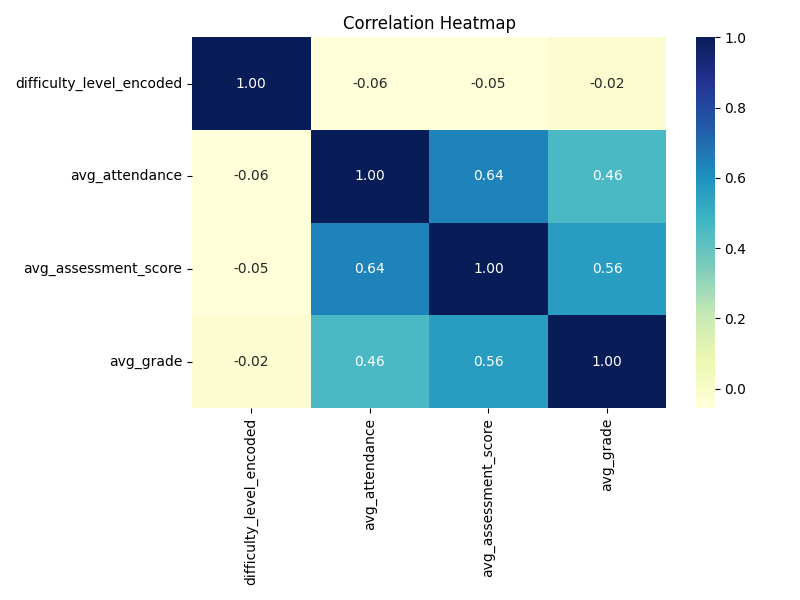 Correlation Heatmap
difficulty_level_encoded 1.00 -0.06 -0.05 -0.02
avg_attendance -0.06 1.00 0.64 0.46
avg_assessment_score -0.05 0.64 1.00 0.56
avg_grade -0.02 0.46 0.56 1.00
difficulty_level_encoded
avg_attendance
avg_assessment_score
avg_grade
1.0
0.8
0.6
0.4
0.2
0.0